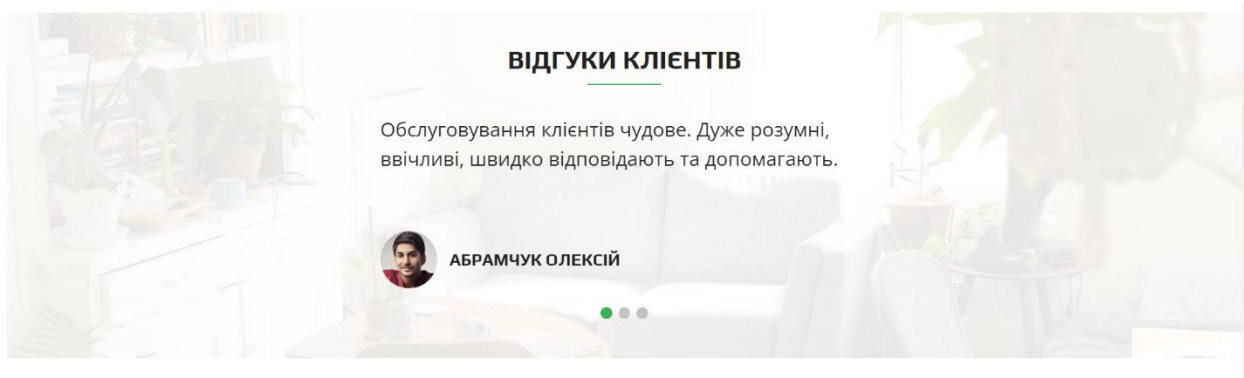 ВІДГУКИ КЛІЄНТІВ
Обслуговування клієнтів чудове. Дуже розумні,
ввічливі, швидко відповідають та допомагають.
АБРАМЧУК ОЛЕКСІЙ